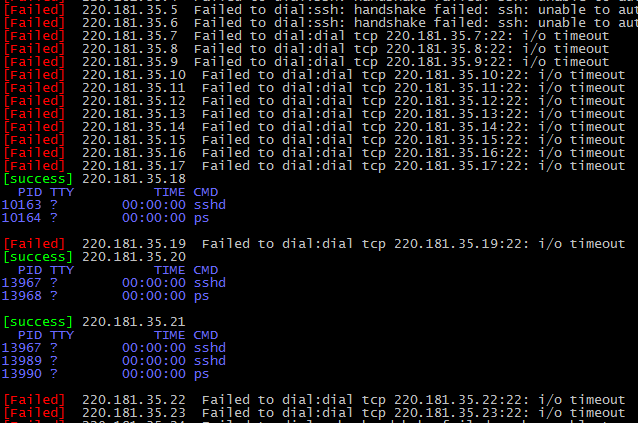 [Failed] 220.181.35.5 Failed to dial:ssh: handshake failed: ssh: unable to aut
[Failed] 220.181.35.6 Failed to dial:ssh: handshake failed: ssh: unable to aut
[Failed] 220.181.35.7 Failed to dial:dial tcp 220.181.35.7:22: i/o timeout
[Failed] 220.181.35.8 Failed to dial:dial tcp 220.181.35.8:22: i/o timeout
[Failed] 220.181.35.9 Failed to dial:dial tcp 220.181.35.9:22: i/o timeout
[Failed] 220.181.35.10 Failed to dial:dial tcp 220.181.35.10:22: i/o timeout
[Failed] 220.181.35.11 Failed to dial:dial tcp 220.181.35.11:22: i/o timeout
[Failed] 220.181.35.12 Failed to dial:dial tcp 220.181.35.12:22: i/o timeout
[Failed] 220.181.35.13 Failed to dial:dial tcp 220.181.35.13:22: i/o timeout
[Failed] 220.181.35.14 Failed to dial:dial tcp 220.181.35.14:22: i/o timeout
[Failed] 220.181.35.15 Failed to dial:dial tcp 220.181.35.15:22: i/o timeout
[Failed] 220.181.35.16 Failed to dial:dial tcp 220.181.35.16:22: i/o timeout
[Failed] 220.181.35.17 Failed to dial:dial tcp 220.181.35.17:22: i/o timeout
[success] 220.181.35.18
PID TTY TIME CMD
10163 ? 00:00:00 sshd
10164 ? 00:00:00 ps
[Failed] 220.181.35.19 Failed to dial:dial tcp 220.181.35.19:22: i/o timeout
[success] 220.181.35.20
PID TTY TIME CMD
13967 ? 00:00:00 sshd
13968 ? 00:00:00 ps
[success] 220.181.35.21
PID TTY TIME CMD
13967 ? 00:00:00 sshd
13989 ? 00:00:00 sshd
13990 ? 00:00:00 ps
[Failed] 220.181.35.22 Failed to dial:dial tcp 220.181.35.22:22: i/o timeout
[Failed] 220.181.35.23 Failed to dial:dial tcp 220.181.35.23:22: i/o timeout